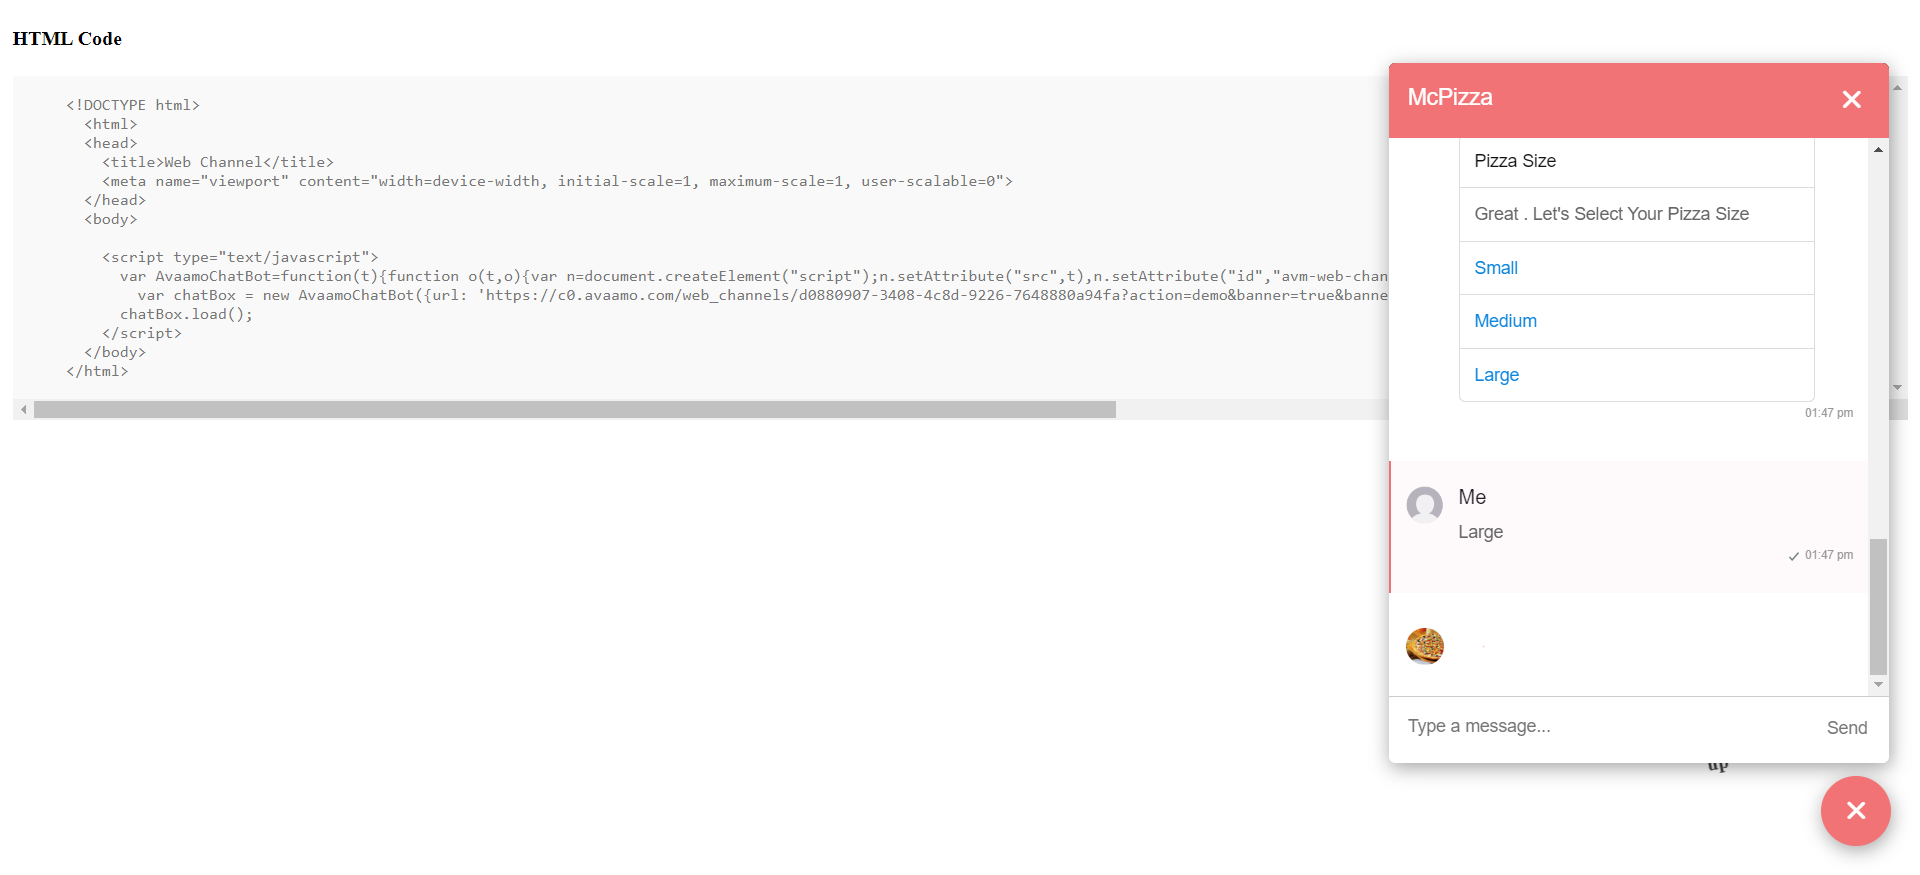 HTML Code
<!DOCTYPE html>
<html>
<head>
<title>Web Channel</title>
<meta name="viewport" content="width=device-width, initial-scale=1, maximum-scale=1, user-scalable=0">
</head>
<body>
<script type="text/javascript">
var AvaamoChatBot=function(t){function o(t,o){var n=document.createElement("script");n.setAttribute("src",t),n.setAttribute("id","avm-web-chan
var chatBox = new AvaamoChatBot({url: 'https://c0.avaamo.com/web_channels/d0880907-3408-4c8d-9226-7648880a94fa?action=demo&banner=true&banne
chatBox.load();
</script>
</body>
</html>
McPizza
Pizza Size
Great . Let's Select Your Pizza Size
Small
Medium
Large
01:47 pm
Me
Large
01:47 pm
Type a message...
Send
up